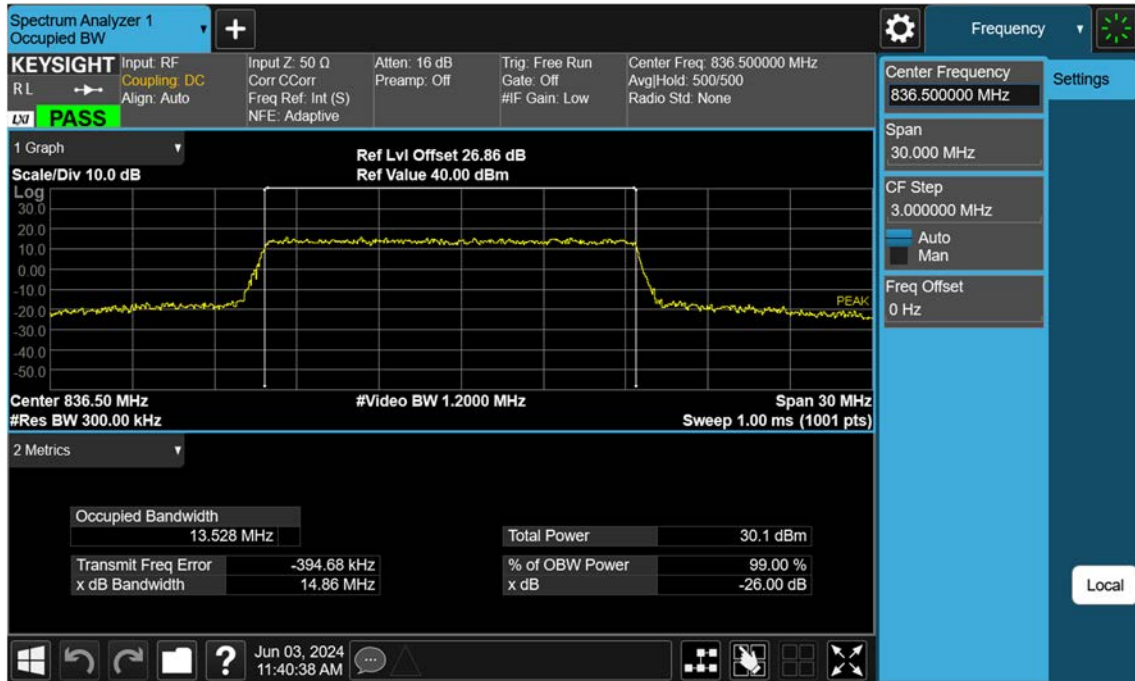 Spectrum Analyzer 1
Occupied BW
+
Frequency
KEYSIGHT
RL
LXI
PASS
Input: RF
Coupling: DC
Align: Auto
Input Z: 50 Ω
Corr CCorr
Freq Ref: Int (S)
NFE: Adaptive
Atten: 16 dB
Preamp: Off
Trig: Free Run
Gate: Off
#IF Gain: Low
Center Freq: 836.500000 MHz
Avg|Hold: 500/500
Radio Std: None
Center Frequency
836.500000 MHz
Settings
Span
30.000 MHz
CF Step
3.000000 MHz
Auto
Man
Freq Offset
0 Hz
1 Graph
Ref Lvl Offset 26.86 dB
Scale/Div 10.0 dB
Ref Value 40.00 dBm
Log
30.0
20.0
10.0
0.00
-10.0
-20.0
-30.0
-40.0
-50.0
PEAK
Center 836.50 MHz
#Video BW 1.2000 MHz
Span 30 MHz
#Res BW 300.00 kHz
Sweep 1.00 ms (1001 pts)
2 Metrics
Occupied Bandwidth
13.528 MHz
Total Power 30.1 dBm
Transmit Freq Error -394.68 kHz
% of OBW Power 99.00 %
x dB Bandwidth 14.86 MHz
x dB -26.00 dB
Local
?
Jun 03, 2024
11:40:38 AM